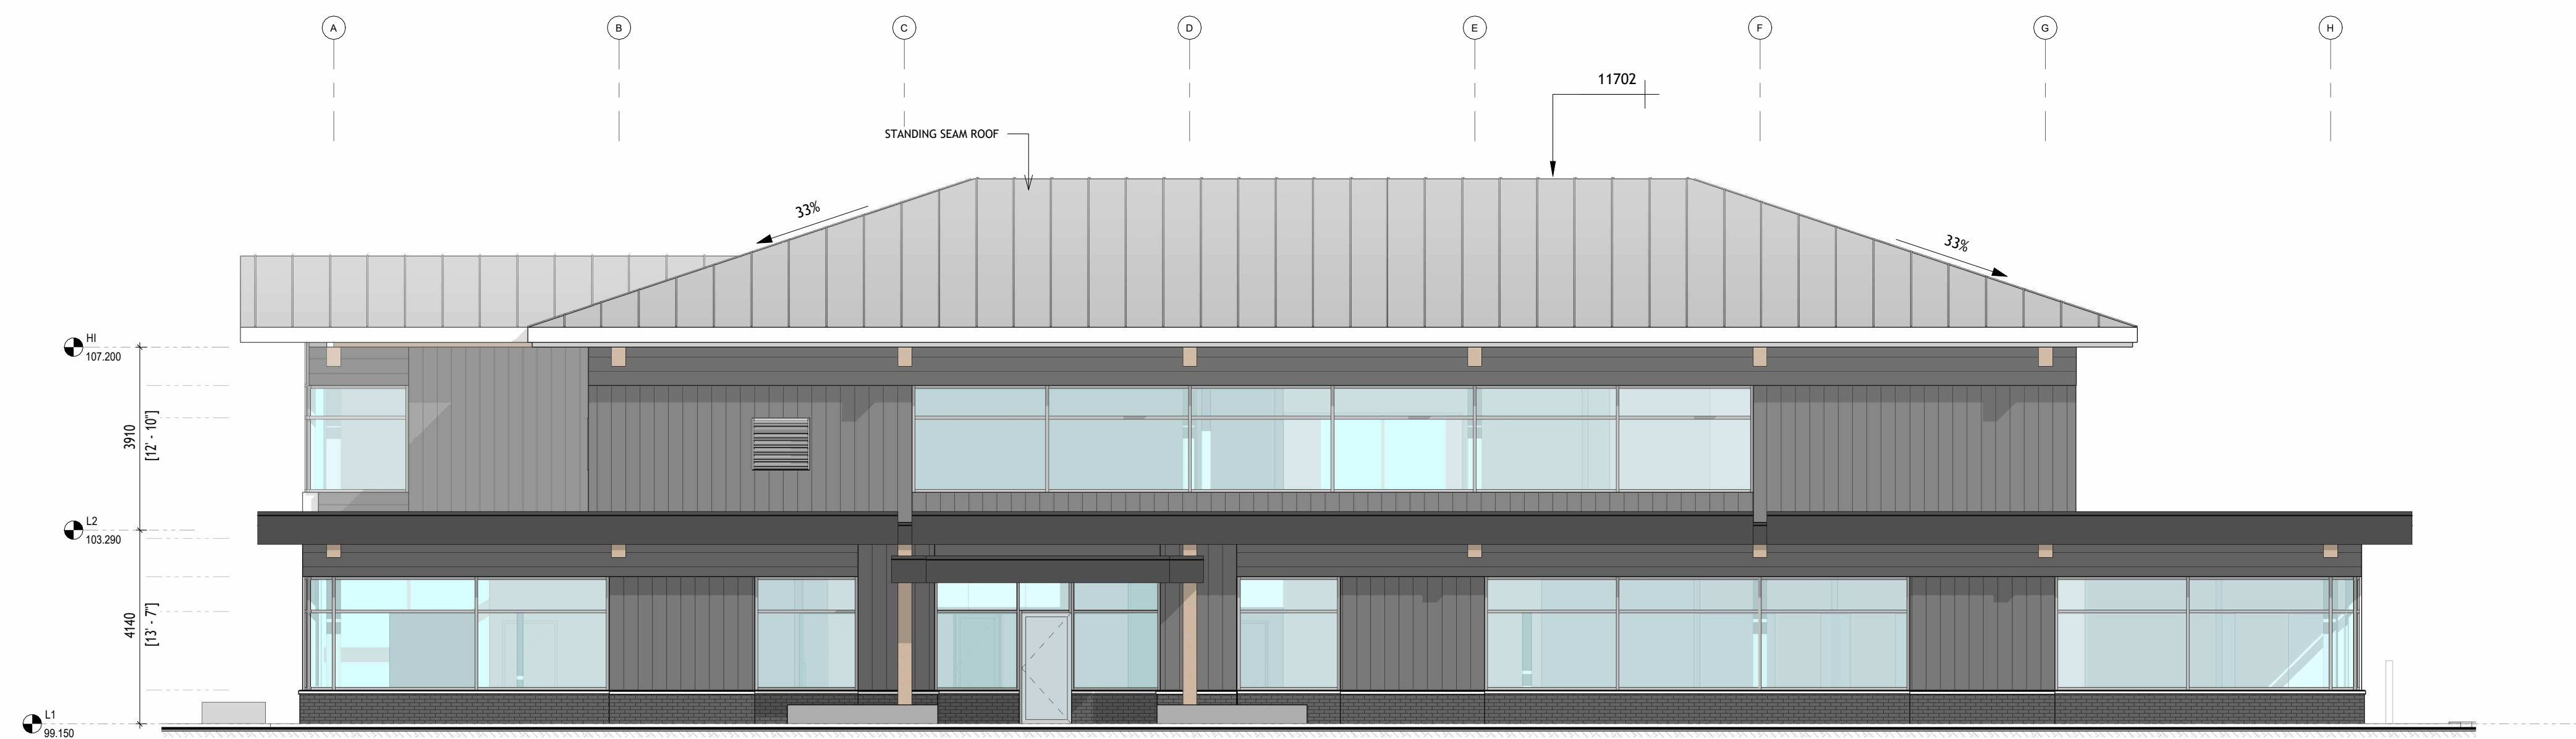 A B C D E F G H
11702
STANDING SEAM ROOF
33%
33%
HI
107.200
3910
[12' - 10"]
L2
103.290
4140
[13' - 7"]
L1
99.150